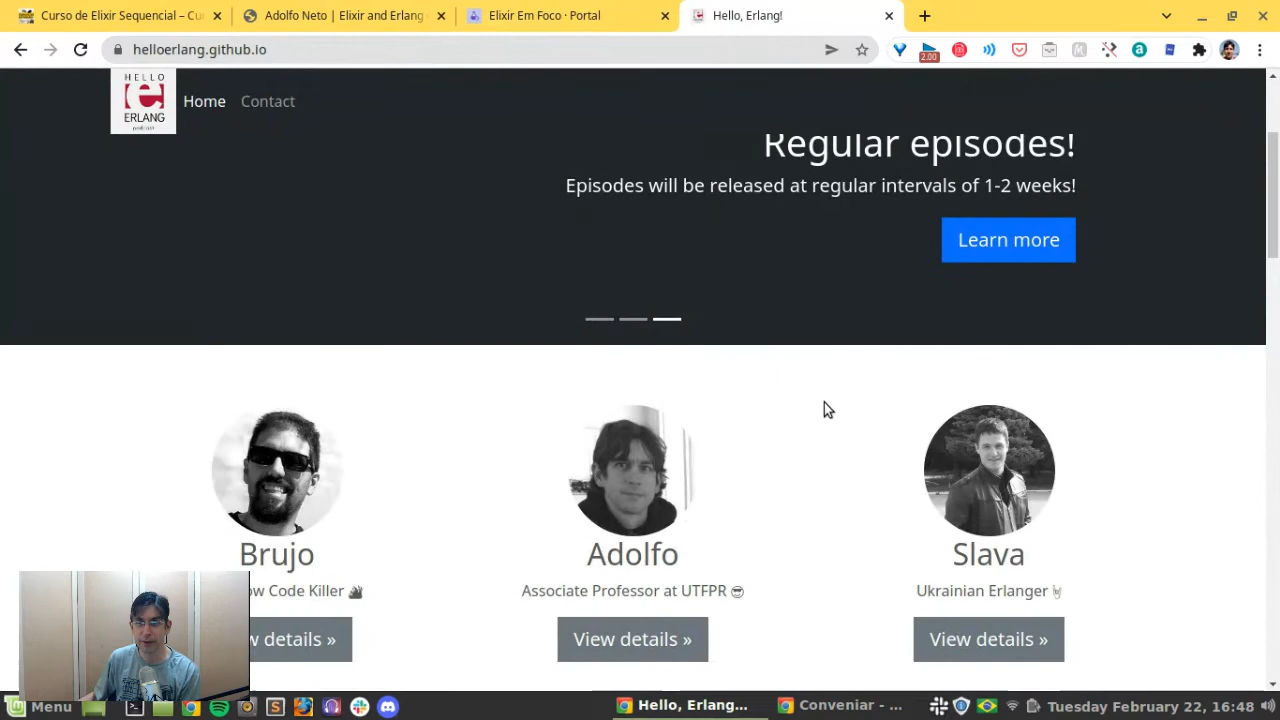 Curso de Elixir Sequencial – Cu
Adolfo Neto | Elixir and Erlang
Elixir Em Foco · Portal
Hello, Erlang!
helloerlang.github.io
2.00
HELLO
e
ERLANG
podcast
Home
Contact
Regular episodes!
Episodes will be released at regular intervals of 1-2 weeks!
Learn more
Brujo
Adolfo
Slava
ow Code Killer
Associate Professor at UTFPR 😎
Ukrainian Erlanger 🤘
w details »
View details »
View details »
Menu
Hello, Erlang...
Conveniar - ...
Tuesday February 22, 16:48